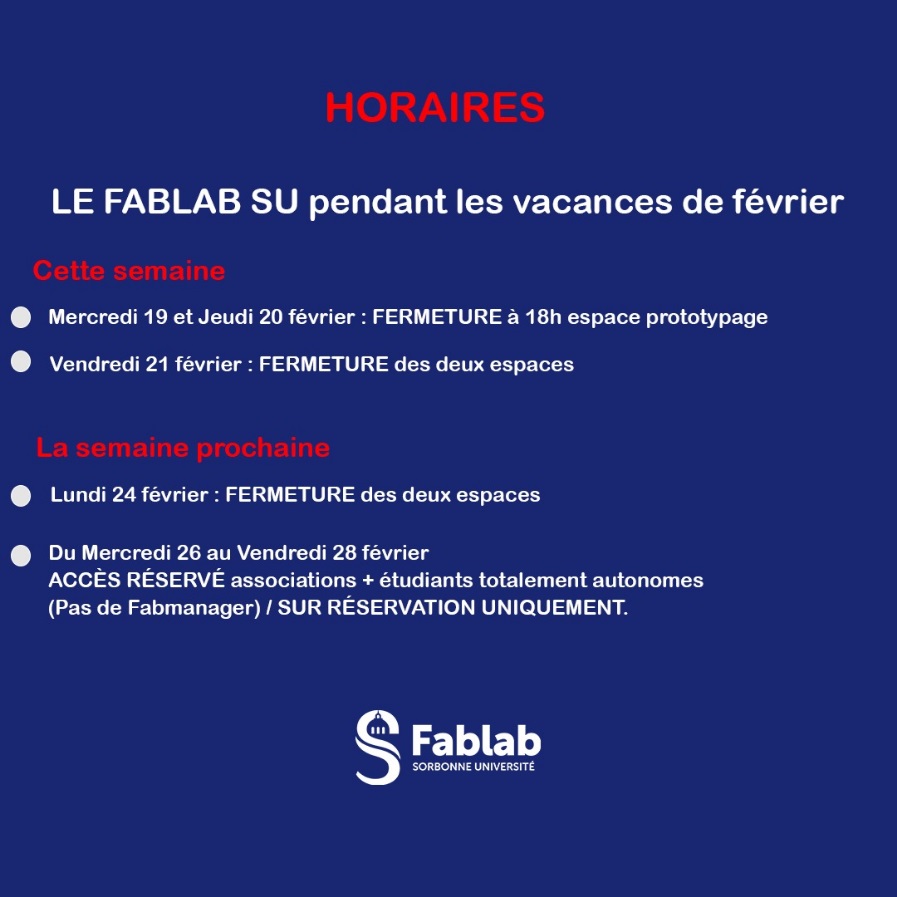 HORAIRES
LE FABLAB SU pendant les vacances de février
Cette semaine
Mercredi 19 et Jeudi 20 février : FERMETURE à 18h espace prototypage
Vendredi 21 février : FERMETURE des deux espaces
La semaine prochaine
Lundi 24 février : FERMETURE des deux espaces
Du Mercredi 26 au Vendredi 28 février
ACCÈS RÉSERVÉ associations + étudiants totalement autonomes
(Pas de Fabmanager) / SUR RÉSERVATION UNIQUEMENT.
Fablab
SORBONNE UNIVERSITÉ